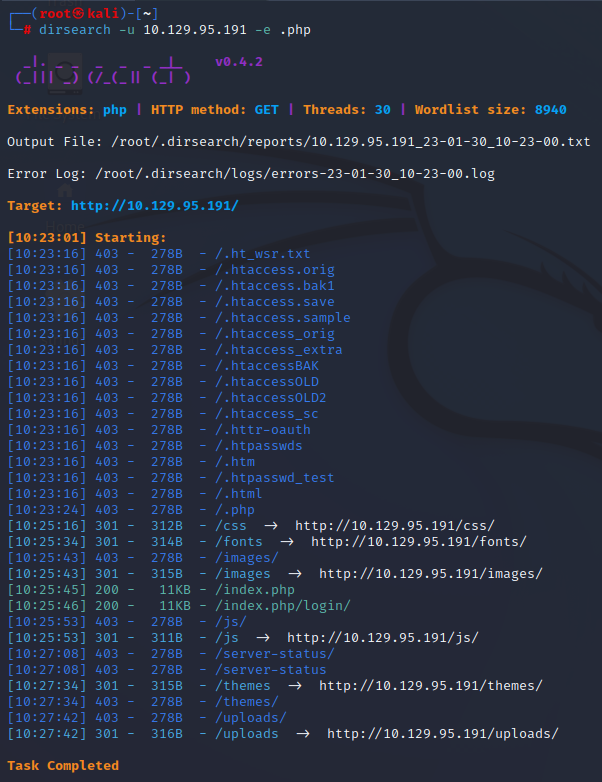 ┌──(root㉿kali)-[~]
└─# dirsearch -u 10.129.95.191 -e .php
  _|. _ _  _  _  _ _|_    v0.4.2
 (_||| _) (/_(_|| (_| )
Extensions: php | HTTP method: GET | Threads: 30 | Wordlist size: 8940
Output File: /root/.dirsearch/reports/10.129.95.191_23-01-30_10-23-00.txt
Error Log: /root/.dirsearch/logs/errors-23-01-30_10-23-00.log
Target: http://10.129.95.191/
[10:23:01] Starting:
[10:23:16] 403 -  278B  - /.ht_wsr.txt
[10:23:16] 403 -  278B  - /.htaccess.orig
[10:23:16] 403 -  278B  - /.htaccess.bak1
[10:23:16] 403 -  278B  - /.htaccess.save
[10:23:16] 403 -  278B  - /.htaccess.sample
[10:23:16] 403 -  278B  - /.htaccess_orig
[10:23:16] 403 -  278B  - /.htaccess_extra
[10:23:16] 403 -  278B  - /.htaccessBAK
[10:23:16] 403 -  278B  - /.htaccessOLD
[10:23:16] 403 -  278B  - /.htaccessOLD2
[10:23:16] 403 -  278B  - /.htaccess_sc
[10:23:16] 403 -  278B  - /.httr-oauth
[10:23:16] 403 -  278B  - /.htpasswds
[10:23:16] 403 -  278B  - /.htm
[10:23:16] 403 -  278B  - /.htpasswd_test
[10:23:16] 403 -  278B  - /.html
[10:23:24] 403 -  278B  - /.php
[10:25:16] 301 -  312B  - /css  →  http://10.129.95.191/css/
[10:25:34] 301 -  314B  - /fonts  →  http://10.129.95.191/fonts/
[10:25:43] 403 -  278B  - /images/
[10:25:43] 301 -  315B  - /images  →  http://10.129.95.191/images/
[10:25:45] 200 -   11KB - /index.php
[10:25:46] 200 -   11KB - /index.php/login/
[10:25:53] 403 -  278B  - /js/
[10:25:53] 301 -  311B  - /js  →  http://10.129.95.191/js/
[10:27:08] 403 -  278B  - /server-status/
[10:27:08] 403 -  278B  - /server-status
[10:27:34] 301 -  315B  - /themes  →  http://10.129.95.191/themes/
[10:27:34] 403 -  278B  - /themes/
[10:27:42] 403 -  278B  - /uploads/
[10:27:42] 301 -  316B  - /uploads  →  http://10.129.95.191/uploads/
Task Completed